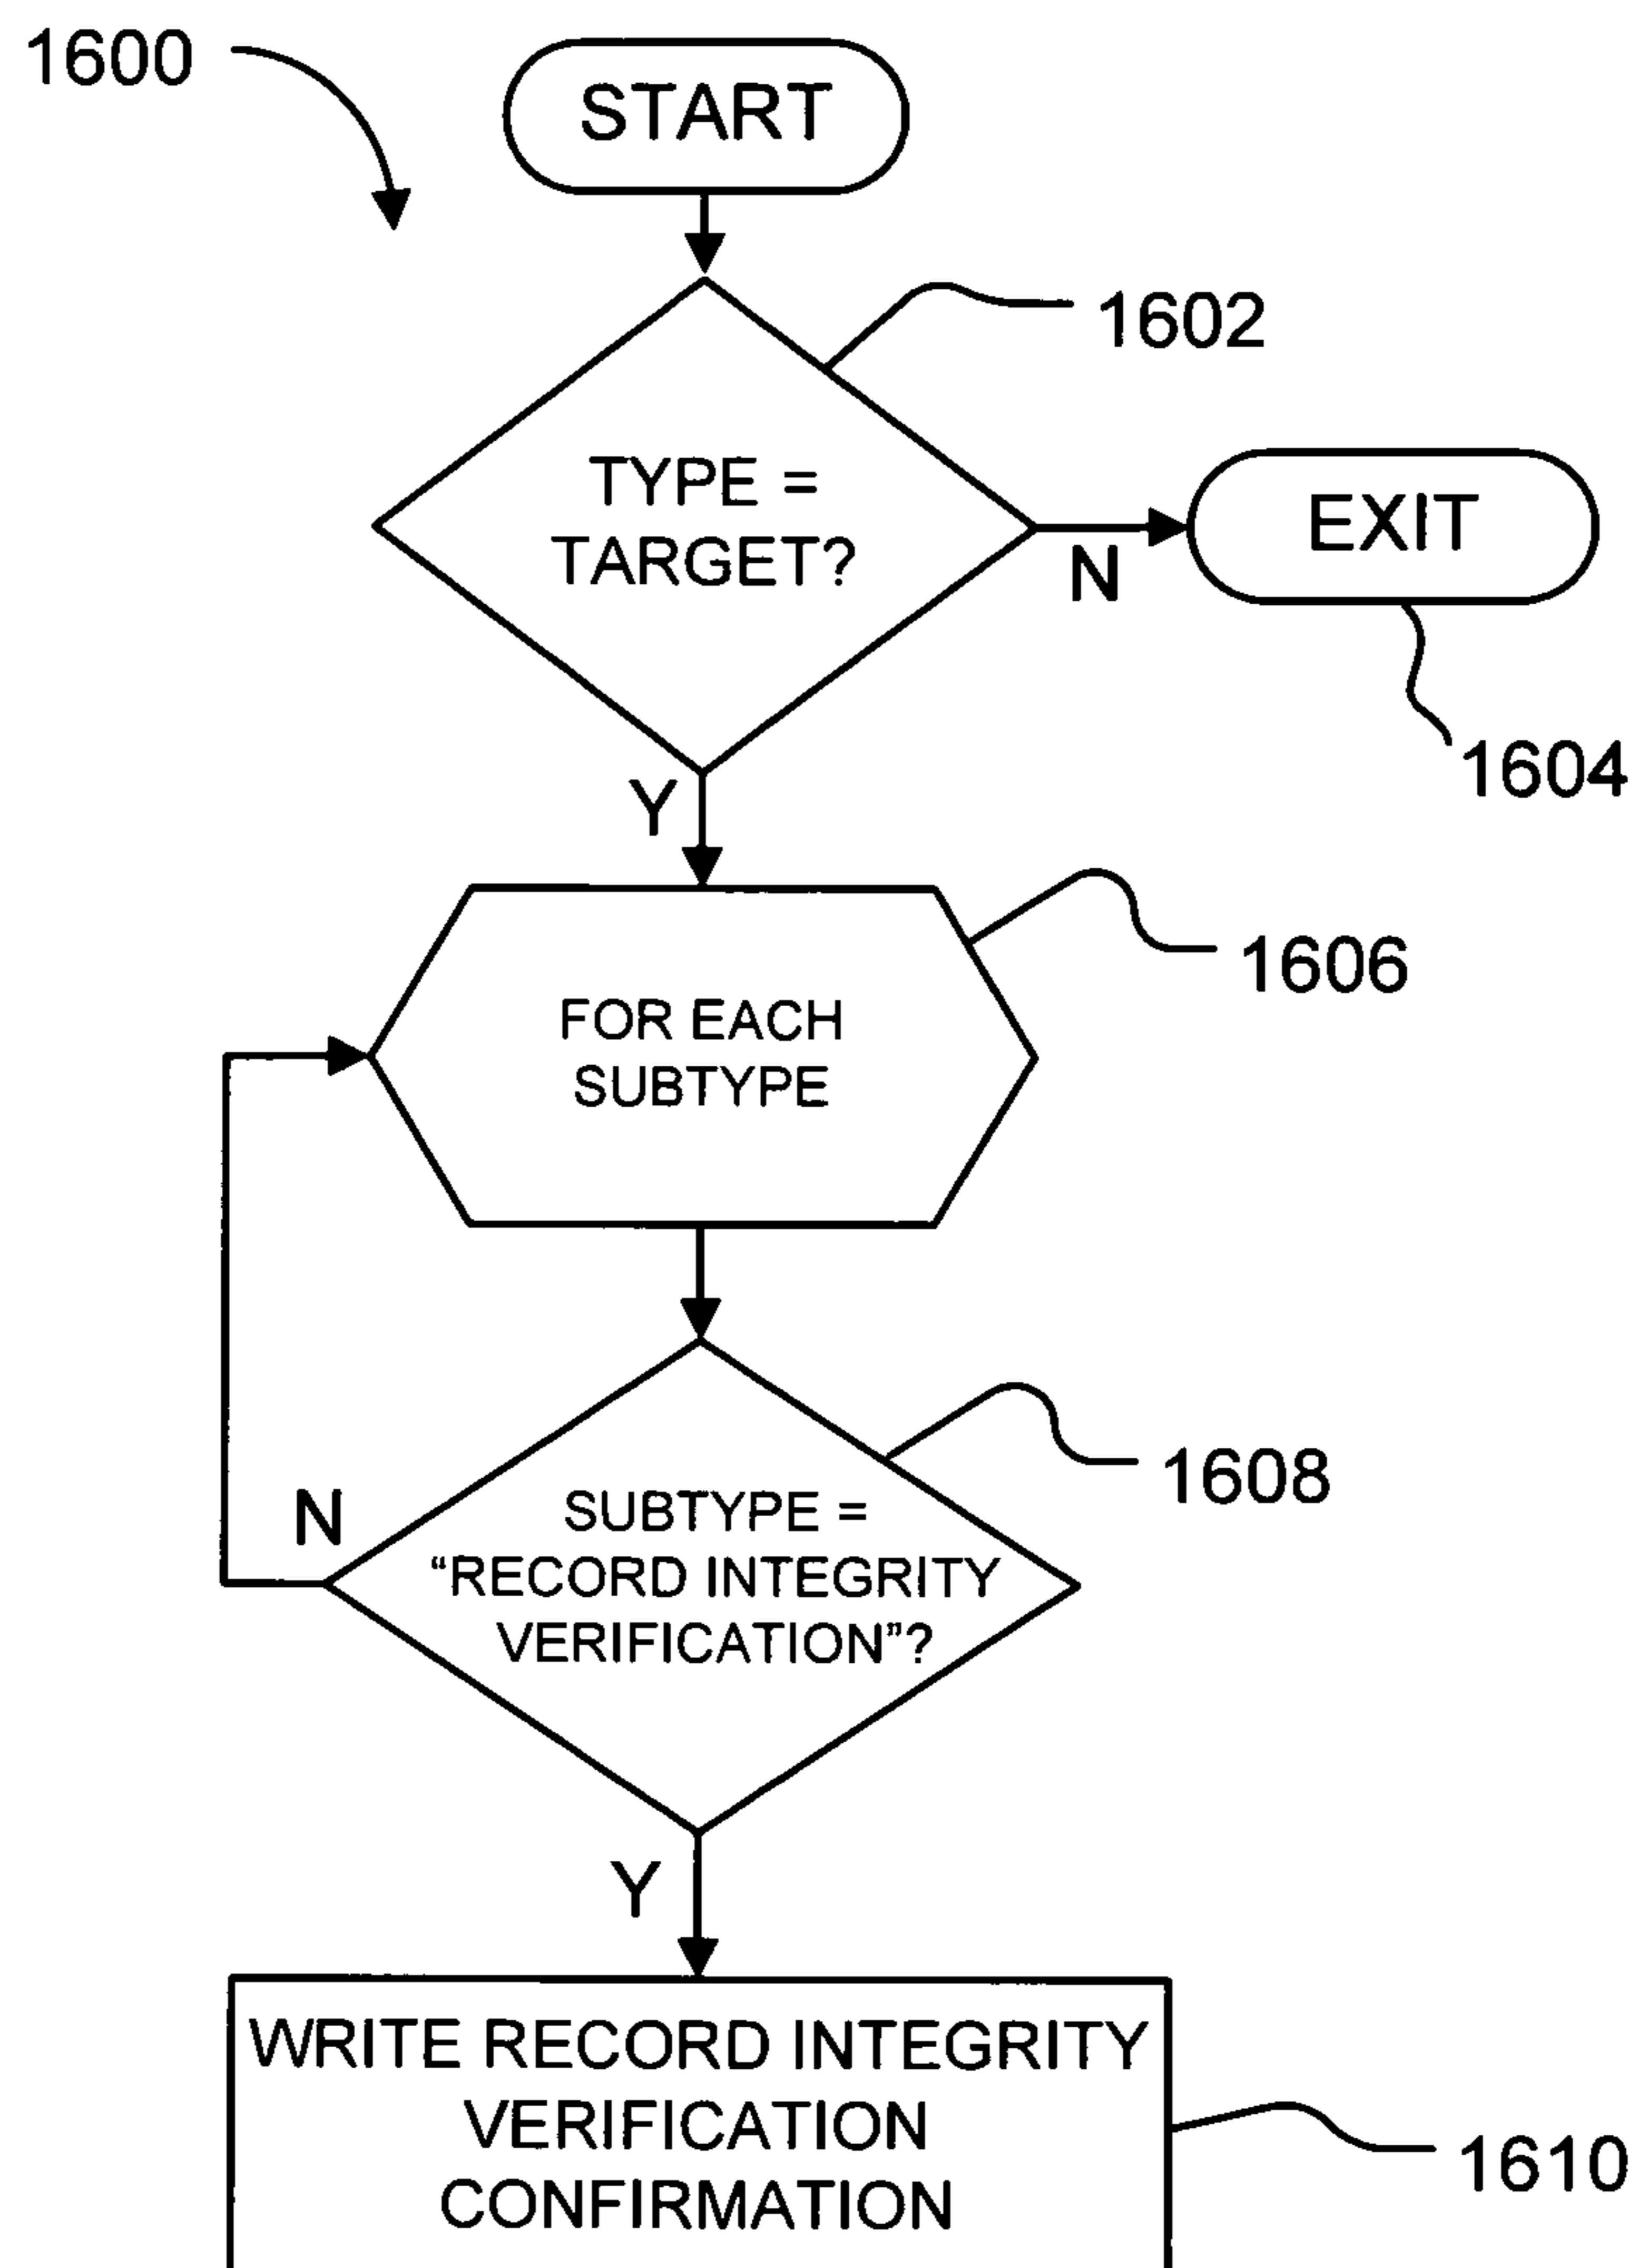 1600
START
1602
TYPE =
TARGET?
EXIT
N
1604
Y
1606
FOR EACH
SUBTYPE
1608
N
SUBTYPE =
“RECORD INTEGRITY
VERIFICATION”?
Y
WRITE RECORD INTEGRITY
VERIFICATION
CONFIRMATION
1610